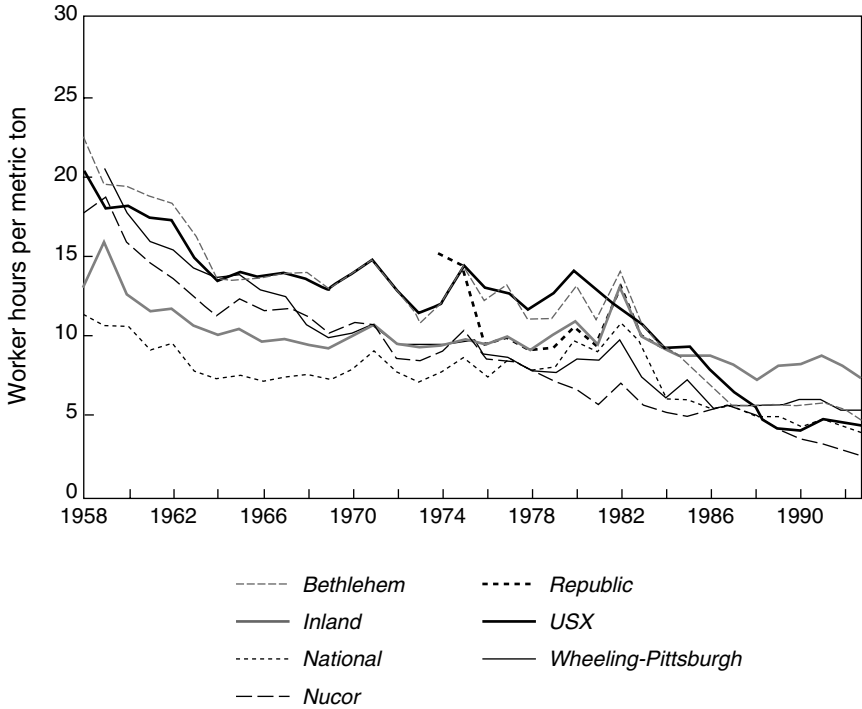 30
25
20
15
10
5
0
Worker hours per metric ton
1958 1962 1966 1970 1974 1978 1982 1986 1990
Bethlehem Republic
Inland USX
National Wheeling-Pittsburgh
Nucor